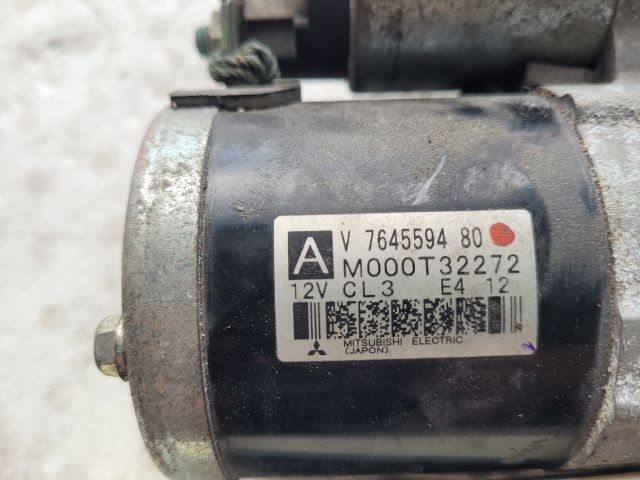 A
V 7645594 80
M000T32272
12V CL3 E4 12
MITSUBISHI ELECTRIC
(JAPON)